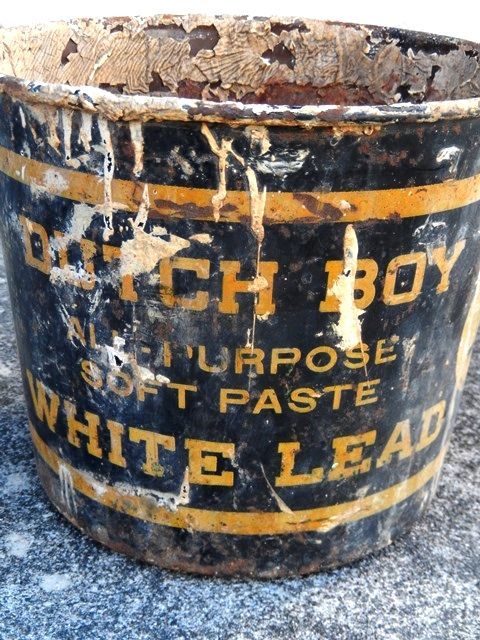 DUTCH BOY
ALL-PURPOSE
SOFT PASTE
WHITE LEAD